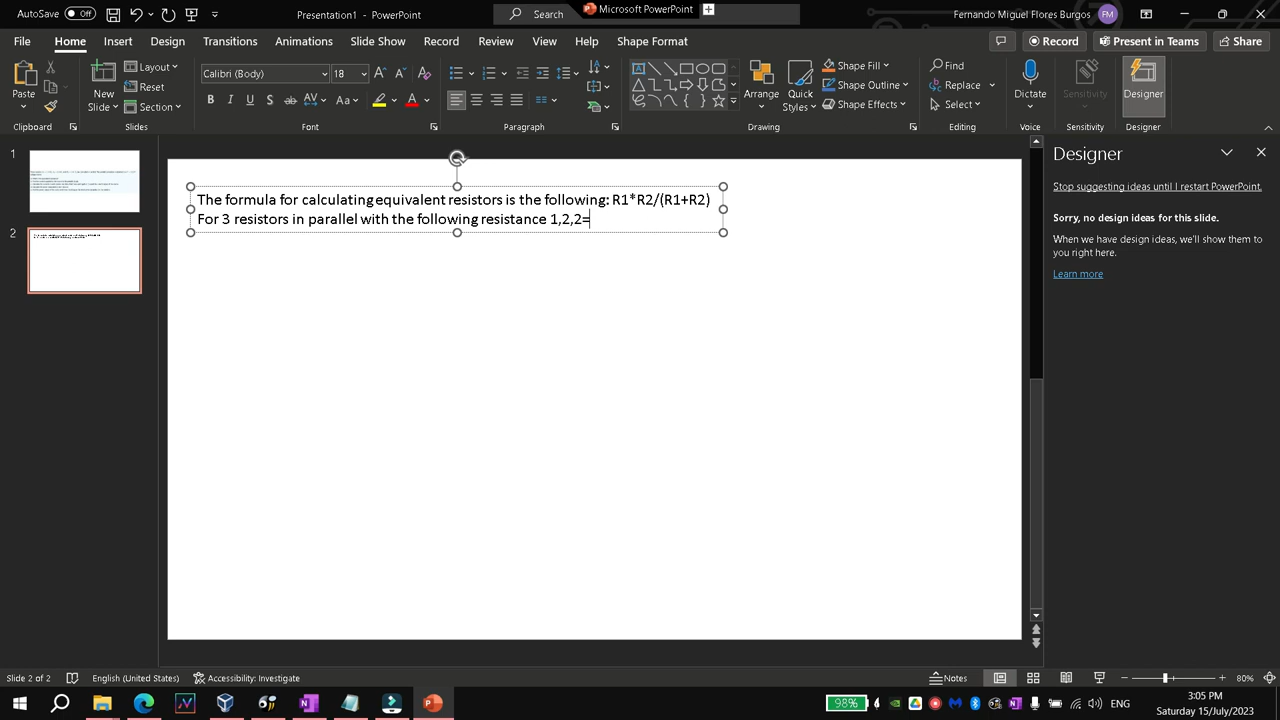 AutoSave Off
Presentation1 - PowerPoint
Search
Microsoft PowerPoint
Fernando Miguel Flores Burgos FM
File Home Insert Design Transitions Animations Slide Show Record Review View Help Shape Format
Record Present in Teams Share
Paste
Clipboard
New Slide
Layout
Reset
Section
Slides
Calibri (Body) 18
B U S ab AV Aa A
Font
Paragraph
Arrange
Quick Styles
Shape Fill
Shape Outline
Shape Effects
Drawing
Find
Replace
Select
Editing
Dictate
Voice
Sensitivity
Sensitivity
Designer
Designer
1
2
The formula for calculating equivalent resistors is the following: R1*R2/(R1+R2)
For 3 resistors in parallel with the following resistance 1,2,2=
Designer
Stop suggesting ideas until I restart PowerPoint.
Sorry, no design ideas for this slide.
When we have design ideas, we'll show them to
you right here.
Learn more
Slide 2 of 2 English (United States) Accessibility: Investigate Notes 80%
98% ENG
3:05 PM
Saturday 15/July/2023